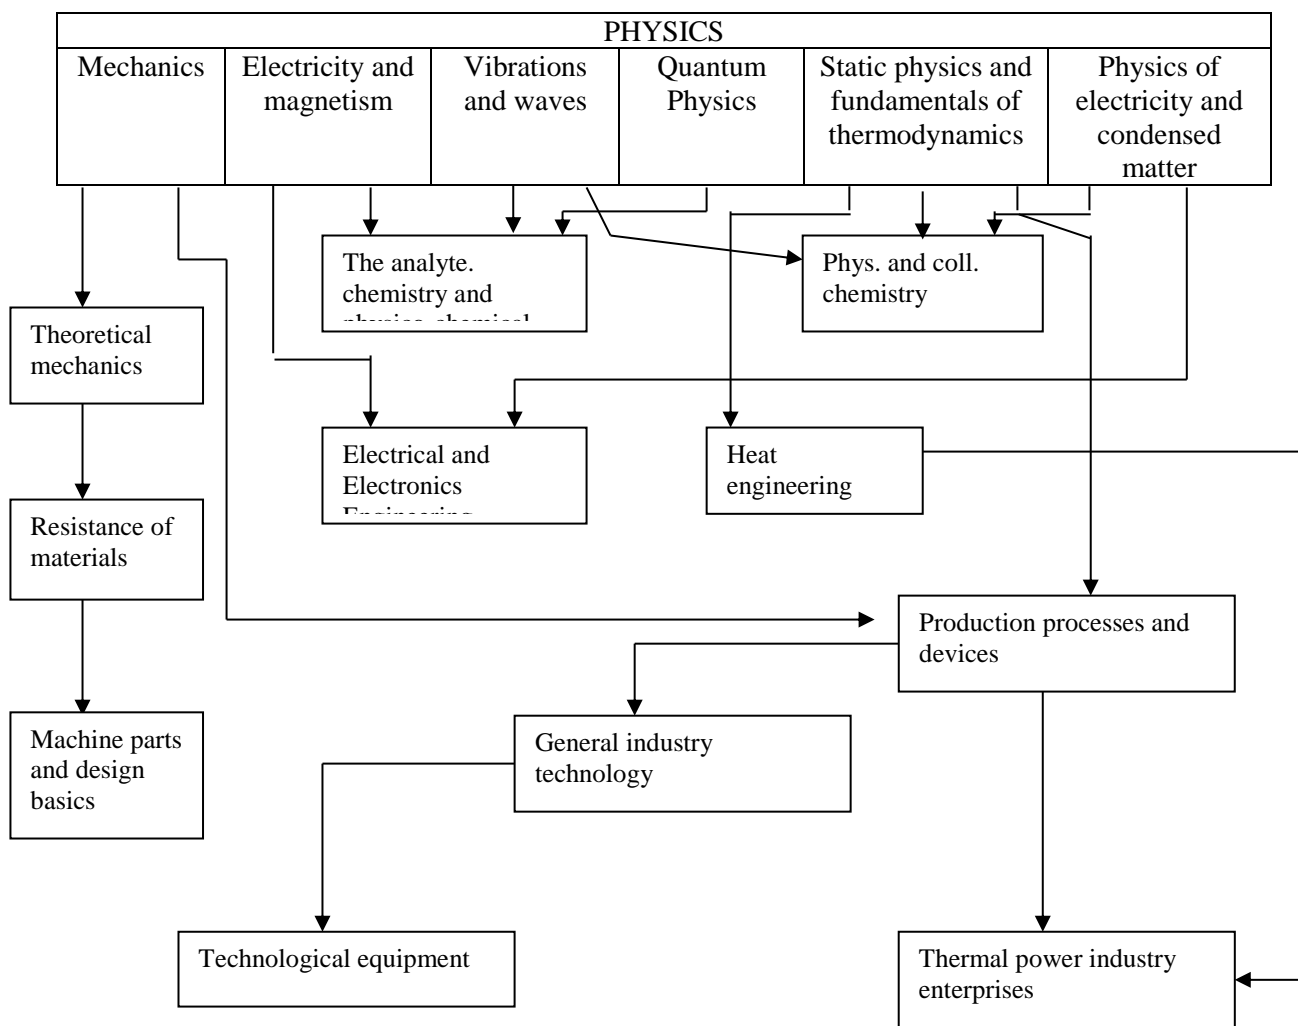 PHYSICS
Mechanics
Electricity and
magnetism
Vibrations
and waves
Quantum
Physics
Static physics and
fundamentals of
thermodynamics
Physics of
electricity and
condensed
matter
The analyte.
chemistry and
Phys. and coll.
chemistry
Theoretical
mechanics
Electrical and
Electronics
Engineering
Heat
engineering
Resistance of
materials
Production processes and
devices
Machine parts
and design
basics
General industry
technology
Technological equipment
Thermal power industry
enterprises